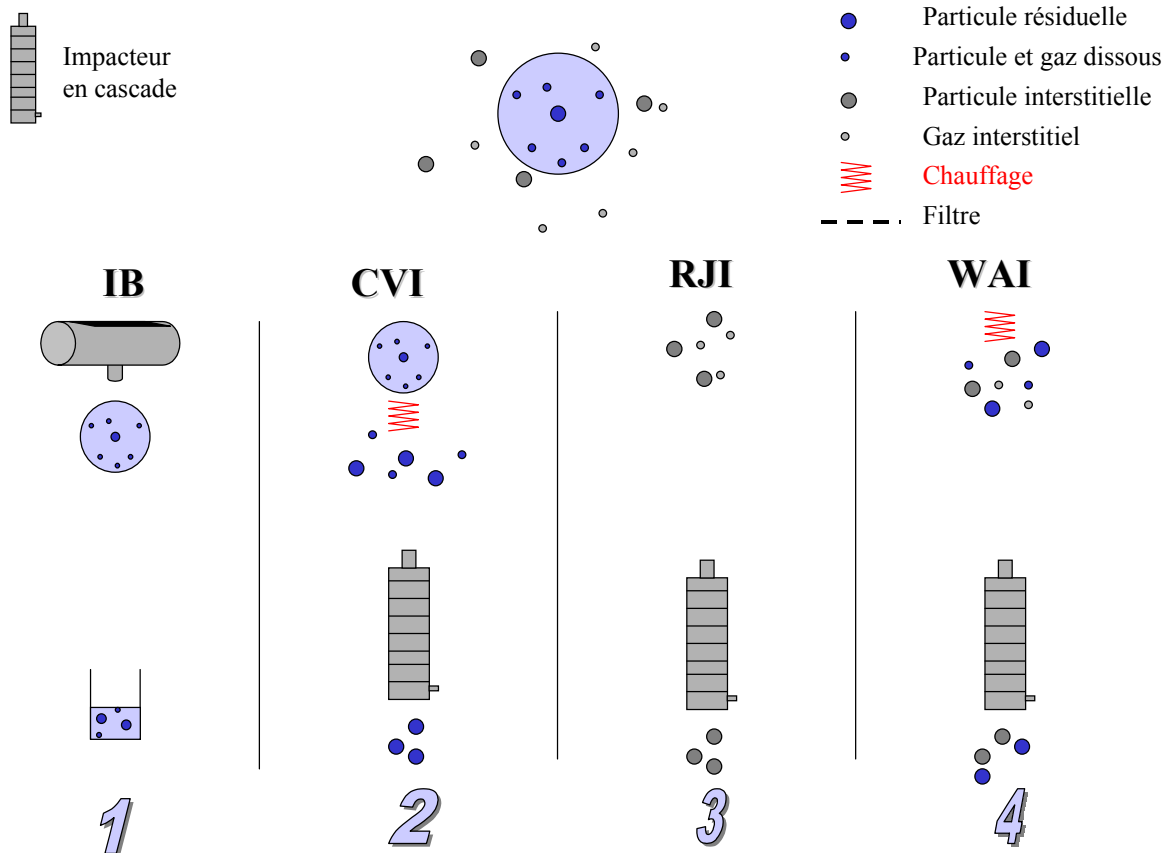 Impacteur
en cascade
Particule résiduelle
Particule et gaz dissous
Particule interstitielle
Gaz interstitiel
Chauffage
Filtre
IB
CVI
RJI
WAI
1
2
3
4